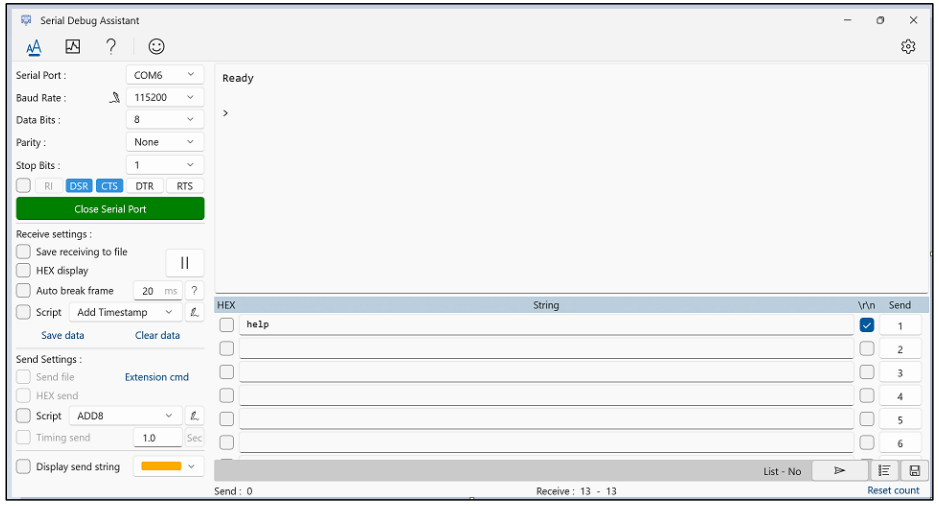 Serial Debug Assistant
Serial Port :
COM6
Baud Rate :
115200
Data Bits :
8
Parity :
None
Stop Bits :
1
RI DSR CTS DTR RTS
Close Serial Port
Receive settings :
Save receiving to file
HEX display
Auto break frame 20 ms ?
Script Add Timestamp
Save data Clear data
Send Settings :
Send file Extension cmd
HEX send
Script ADD8
Timing send 1.0 Sec
Display send string
Ready
>
HEX String \r\n Send
help 1
2
3
4
5
6
List - No
Send : 0 Receive : 13 - 13 Reset count